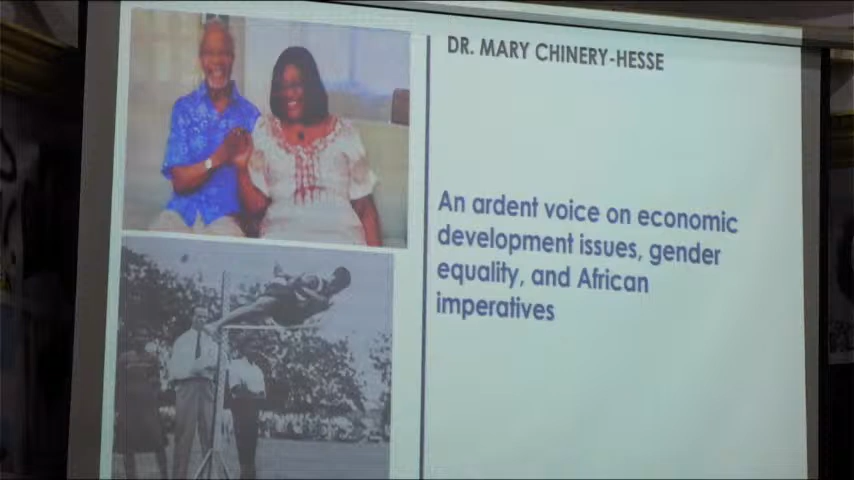 DR. MARY CHINERY-HESSE
An ardent voice on economic
development issues, gender
equality, and African
imperatives